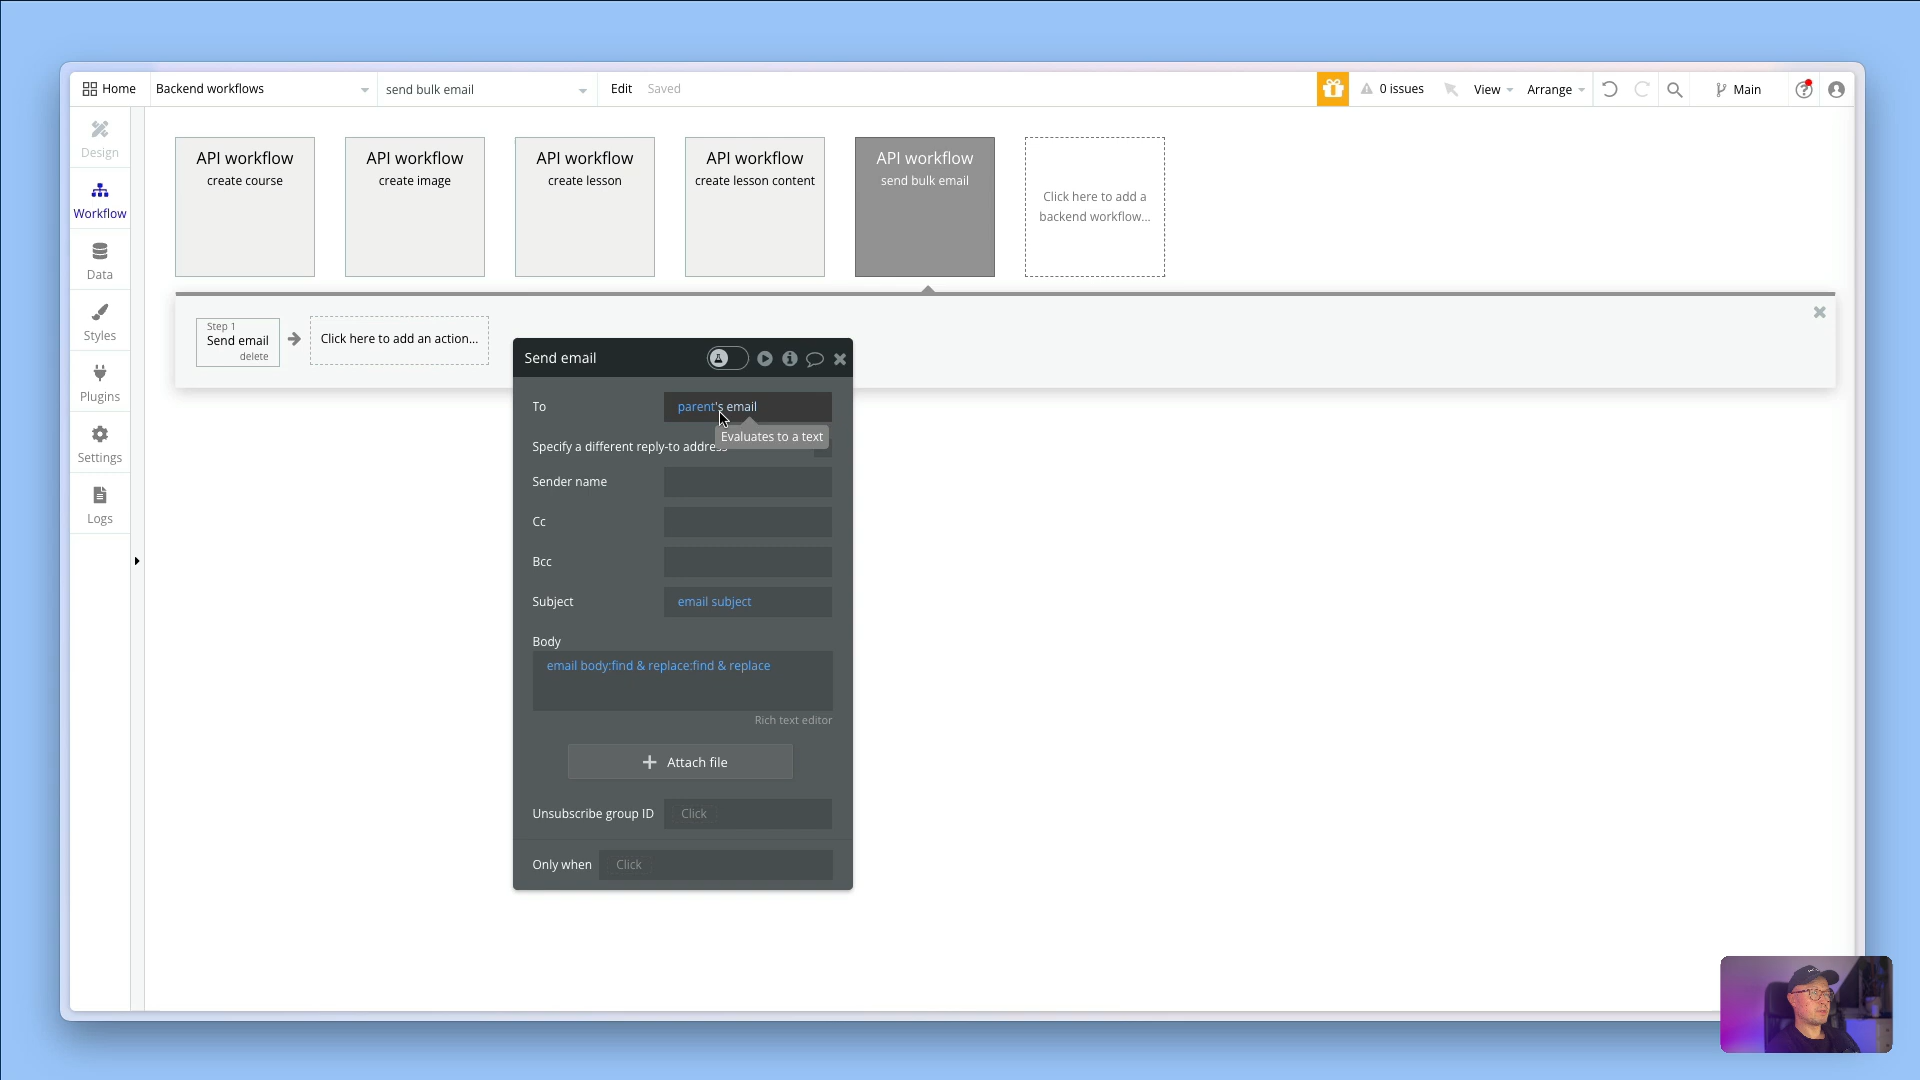 Home
Backend workflows
send bulk email
Edit
Saved
0 issues
View
Arrange
Main
Design
Workflow
Data
Styles
Plugins
Settings
Logs
API workflow
create course
API workflow
create image
API workflow
create lesson
API workflow
create lesson content
API workflow
send bulk email
Click here to add a
backend workflow...
Step 1
Send email
delete
Click here to add an action...
Send email
To
parent's email
Evaluates to a text
Specify a different reply-to address
Sender name
Cc
Bcc
Subject
email subject
Body
email body:find & replace:find & replace
Rich text editor
Attach file
Unsubscribe group ID
Click
Only when
Click